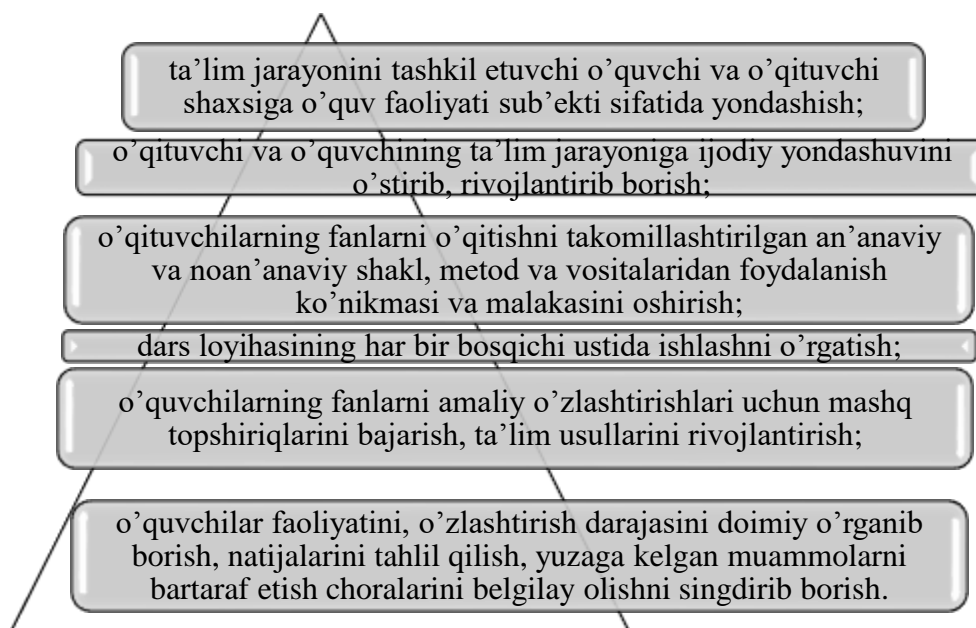 ta’lim jarayonini tashkil etuvchi o’quvchi va o’qituvchi
shaxsiga o’quv faoliyati sub’ekti sifatida yondashish;
o’qituvchi va o’quvchining ta’lim jarayoniga ijodiy yondashuvini
o’stirib, rivojlantirib borish;
o’qituvchilarning fanlarni o’qitishni takomillashtirilgan an’anaviy
va noan’anaviy shakl, metod va vositalaridan foydalanish
ko’nikmasi va malakasini oshirish;
dars loyihasining har bir bosqichi ustida ishlashni o’rgatish;
o’quvchilarning fanlarni amaliy o’zlashtirishlari uchun mashq
topshiriqlarini bajarish, ta’lim usullarini rivojlantirish;
o’quvchilar faoliyatini, o’zlashtirish darajasini doimiy o’rganib
borish, natijalarini tahlil qilish, yuzaga kelgan muammolarni
bartaraf etish choralarini belgilay olishni singdirib borish.